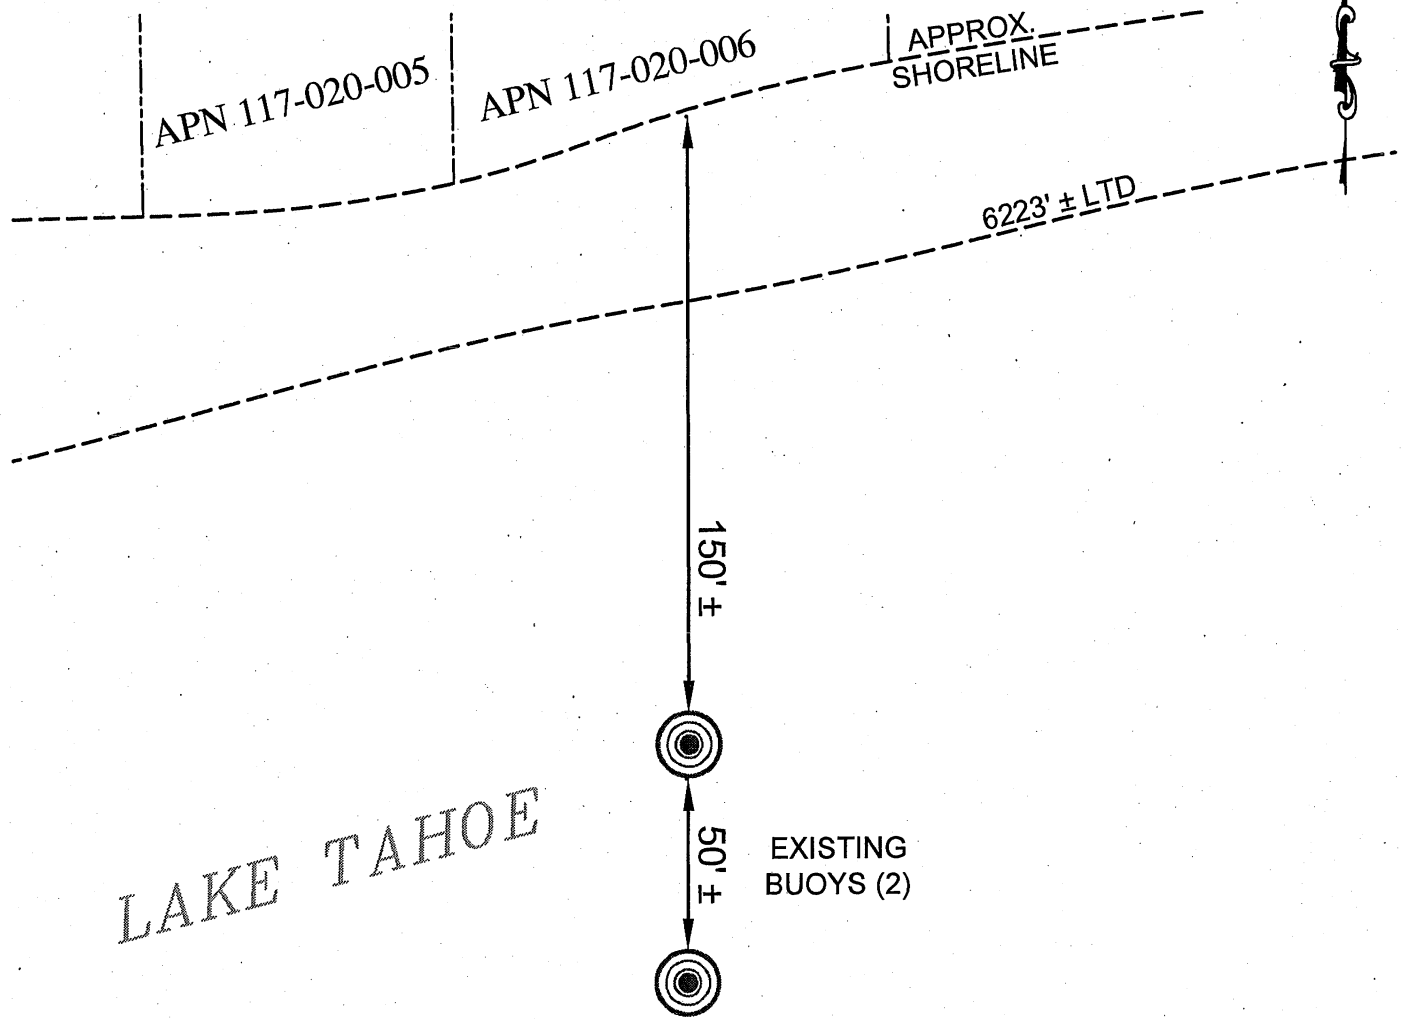 APN 117-020-005
APN 117-020-006
APPROX.
SHORELINE
6223' ± LTD
150' ±
50' ±
EXISTING
BUOYS (2)
LAKE TAHOE